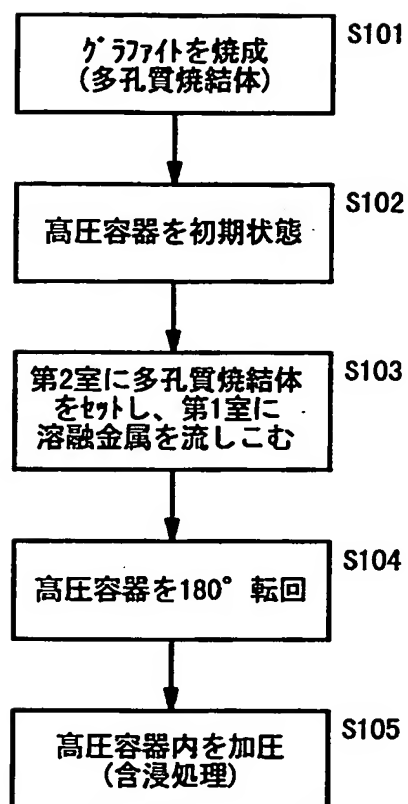 グラファイトを焼成
(多孔質焼結体)
S101
高圧容器を初期状態
S102
第2室に多孔質焼結体
をセットし、第1室に
溶融金属を流しこむ
S103
高圧容器を180°転回
S104
高圧容器内を加圧
(含浸処理)
S105